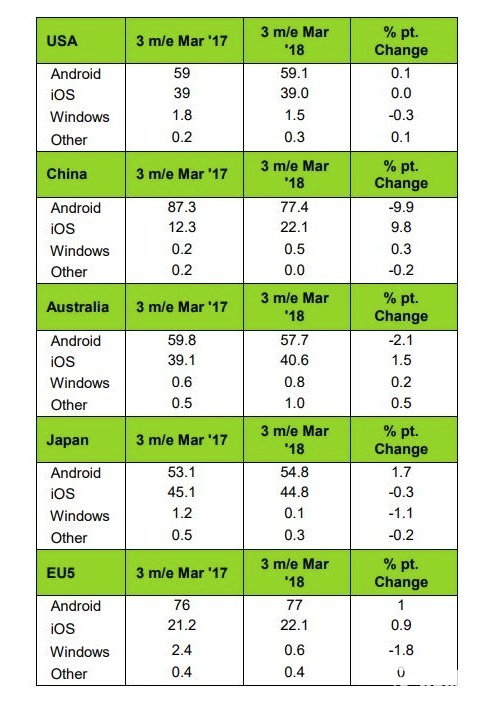 USA 3 m/e Mar '17 3 m/e Mar '18 % pt. Change
Android 59 59.1 0.1
iOS 39 39.0 0.0
Windows 1.8 1.5 -0.3
Other 0.2 0.3 0.1
China 3 m/e Mar '17 3 m/e Mar '18 % pt. Change
Android 87.3 77.4 -9.9
iOS 12.3 22.1 9.8
Windows 0.2 0.5 0.3
Other 0.2 0.0 -0.2
Australia 3 m/e Mar '17 3 m/e Mar '18 % pt. Change
Android 59.8 57.7 -2.1
iOS 39.1 40.6 1.5
Windows 0.6 0.8 0.2
Other 0.5 1.0 0.5
Japan 3 m/e Mar '17 3 m/e Mar '18 % pt. Change
Android 53.1 54.8 1.7
iOS 45.1 44.8 -0.3
Windows 1.2 0.1 -1.1
Other 0.5 0.3 -0.2
EU5 3 m/e Mar '17 3 m/e Mar '18 % pt. Change
Android 76 77 1
iOS 21.2 22.1 0.9
Windows 2.4 0.6 -1.8
Other 0.4 0.4 0